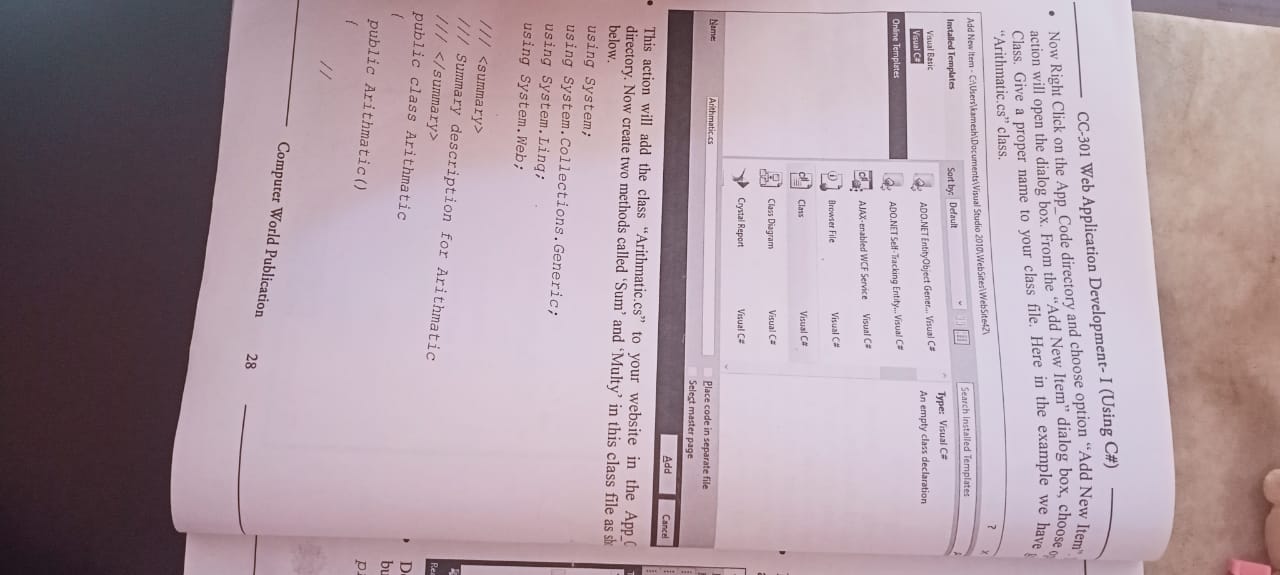 CC-301 Web Application Development- I (Using C#)
• Now Right Click on the App_Code directory and choose option "Add New Item"
action will open the dialog box. From the "Add New Item" dialog box, choose
Class. Give a proper name to your class file. Here in the example we have
"Arithmatic.cs" class.
Add New Item - C:\Users\kamesh\Documents\Visual Studio 2010\WebSites\WebSite42\
? X
Installed Templates
Sort by: Default
Search Installed Templates
Visual Basic
Visual C#
Online Templates
ADO.NET EntityObject Gener... Visual C#
ADO.NET Self-Tracking Entity... Visual C#
AJAX-enabled WCF Service Visual C#
Browser File Visual C#
Class Visual C#
Class Diagram Visual C#
Crystal Report Visual C#
Type: Visual C#
An empty class declaration
Name: Arithmatic.cs
Place code in separate file
Select master page
Add Cancel
• This action will add the class "Arithmatic.cs" to your website in the App_
directory. Now create two methods called 'Sum' and 'Multy' in this class file as
below.
using System;
using System.Collections.Generic;
using System.Linq;
using System.Web;
/// <summary>
/// Summary description for Arithmatic
/// </summary>
public class Arithmatic
{
public Arithmatic()
{
//
Computer World Publication 28